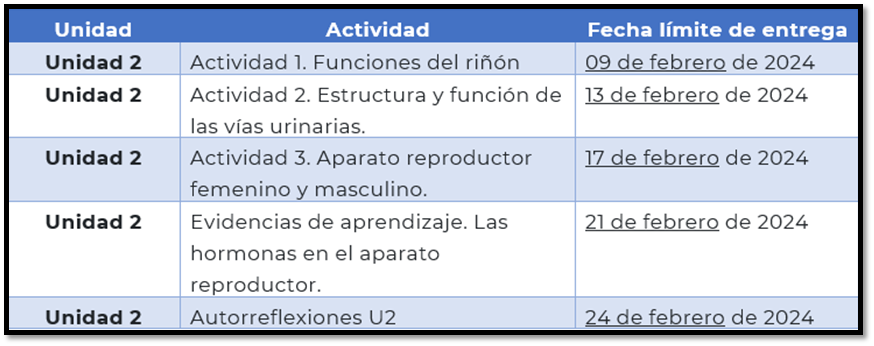 Unidad Actividad Fecha límite de entrega
Unidad 2 Actividad 1. Funciones del riñón 09 de febrero de 2024
Unidad 2 Actividad 2. Estructura y función de 13 de febrero de 2024
las vías urinarias.
Unidad 2 Actividad 3. Aparato reproductor 17 de febrero de 2024
femenino y masculino.
Unidad 2 Evidencias de aprendizaje. Las 21 de febrero de 2024
hormonas en el aparato
reproductor.
Unidad 2 Autorreflexiones U2 24 de febrero de 2024